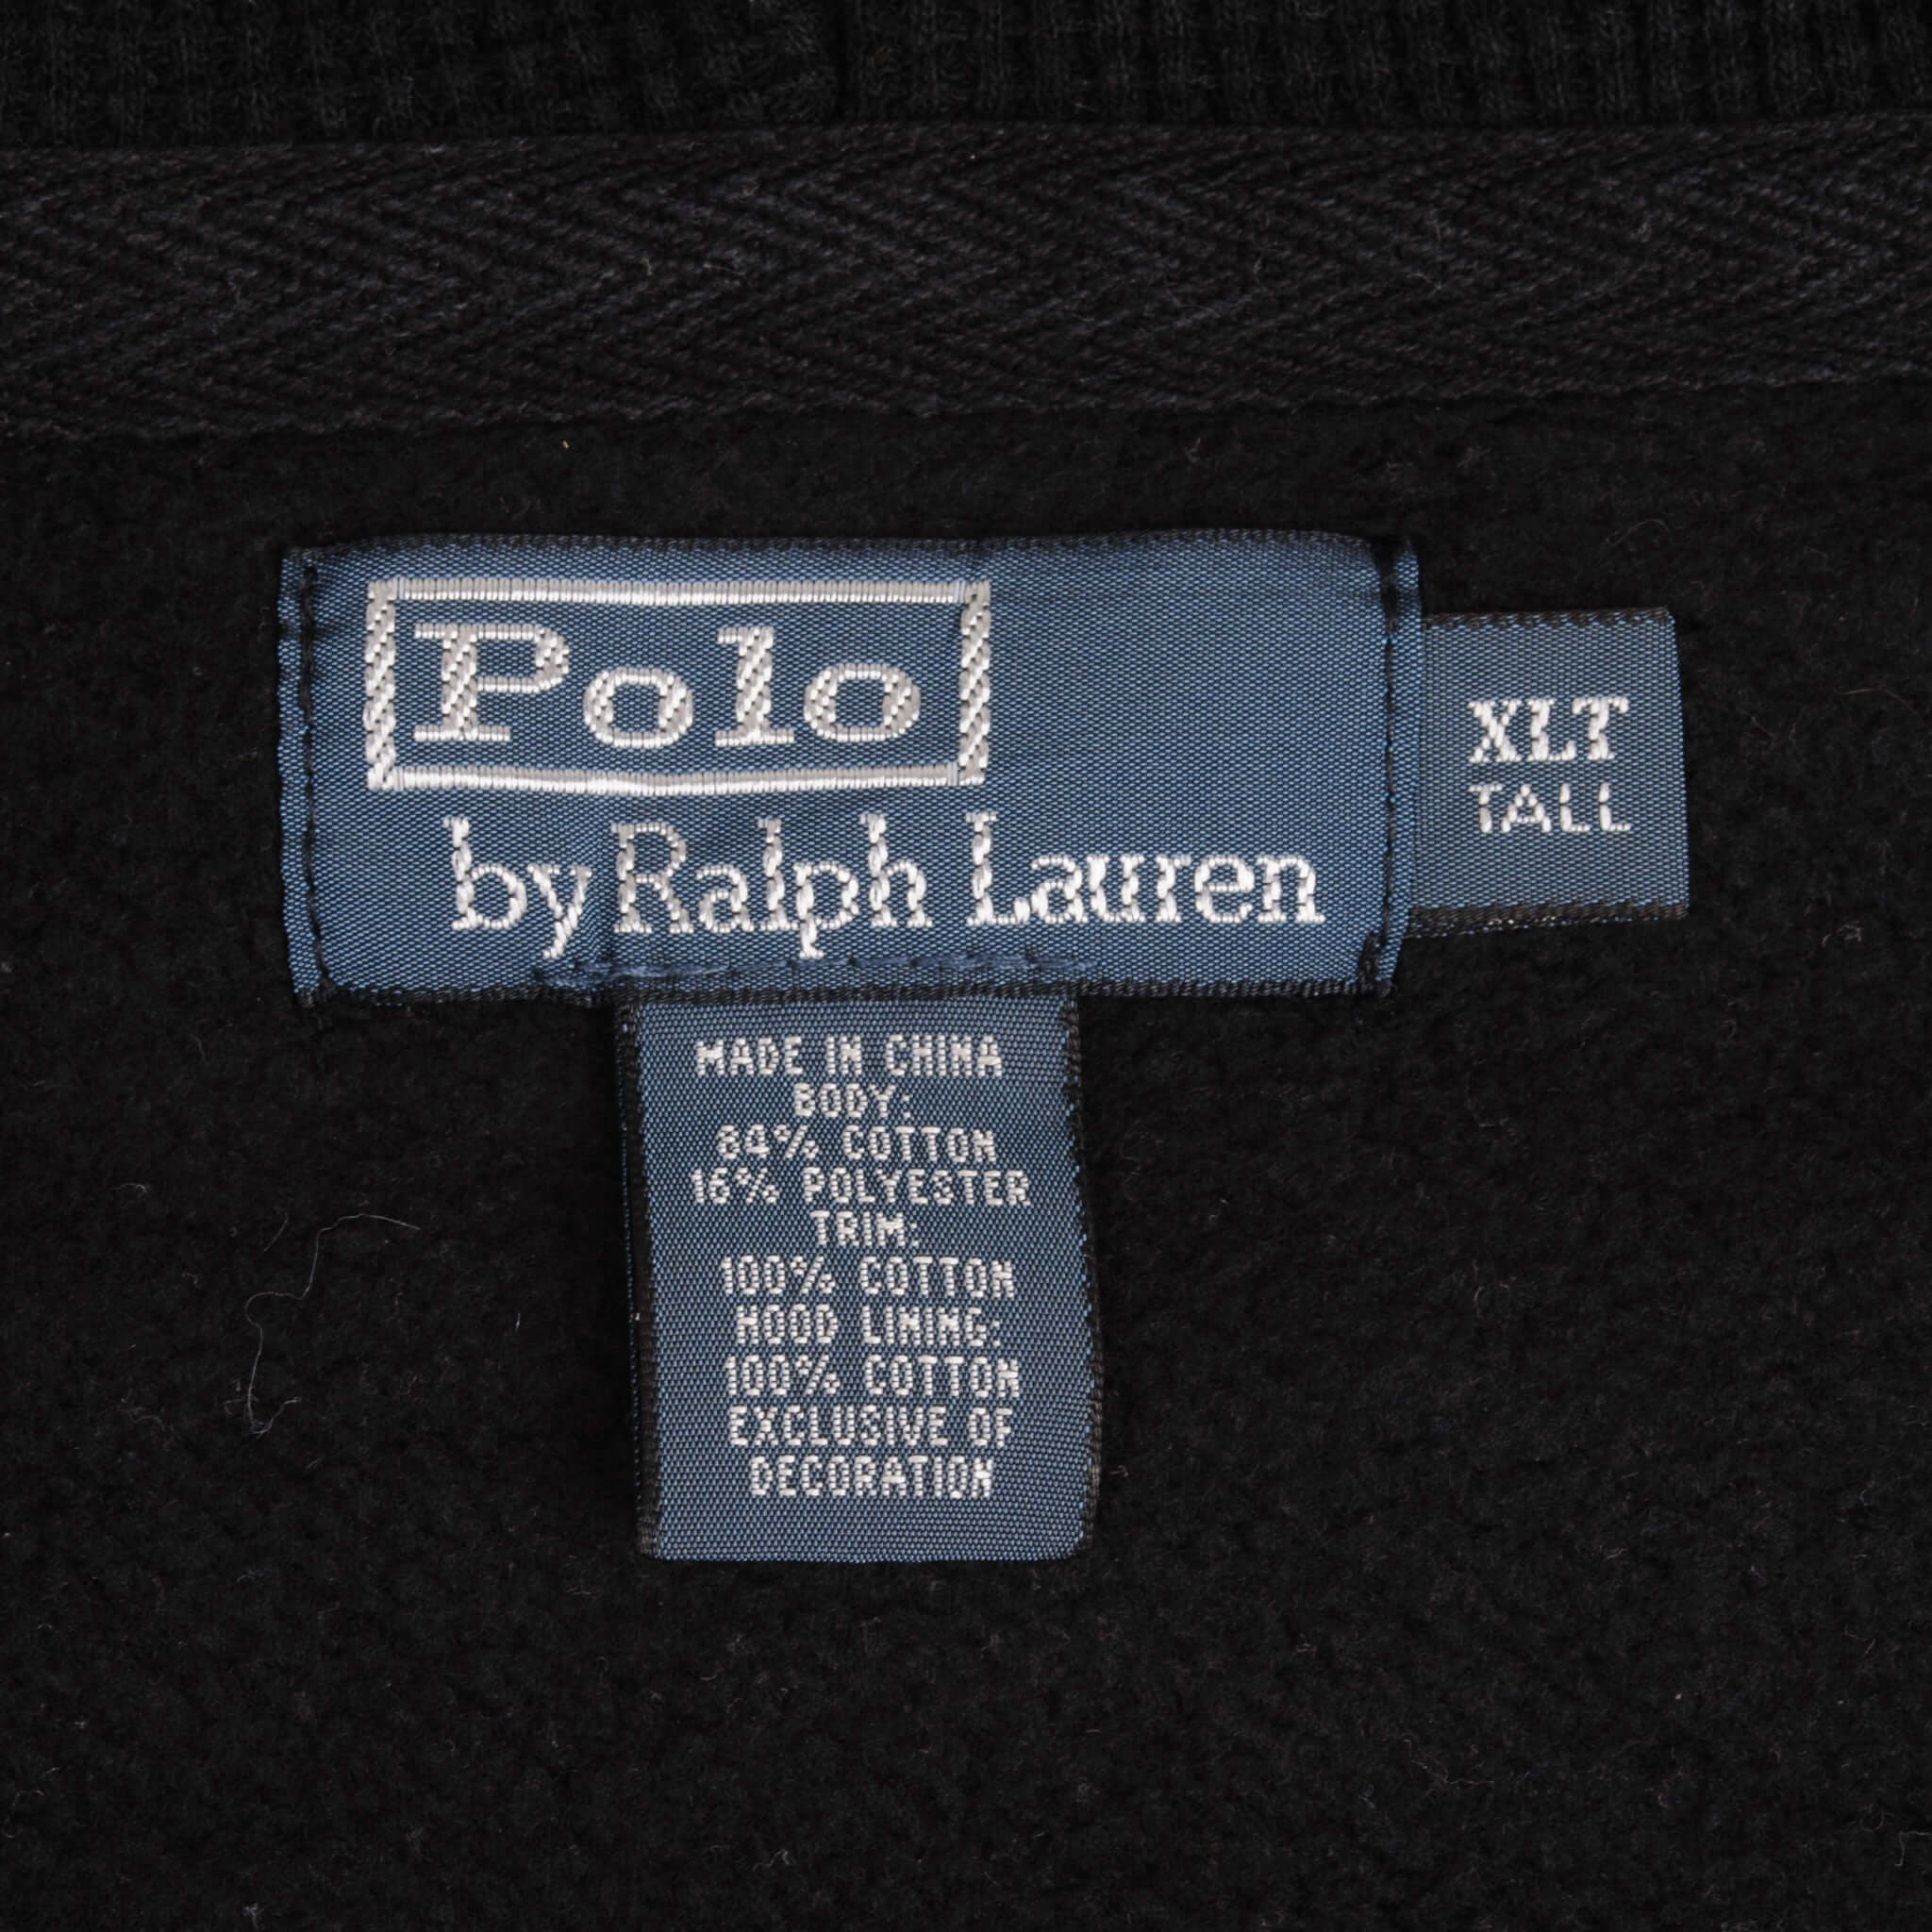 Polo
by Ralph Lauren
XLT
TALL
MADE IN CHINA
BODY:
84% COTTON
16% POLYESTER
TRIM:
100% COTTON
HOOD LINING:
100% COTTON
EXCLUSIVE OF
DECORATION